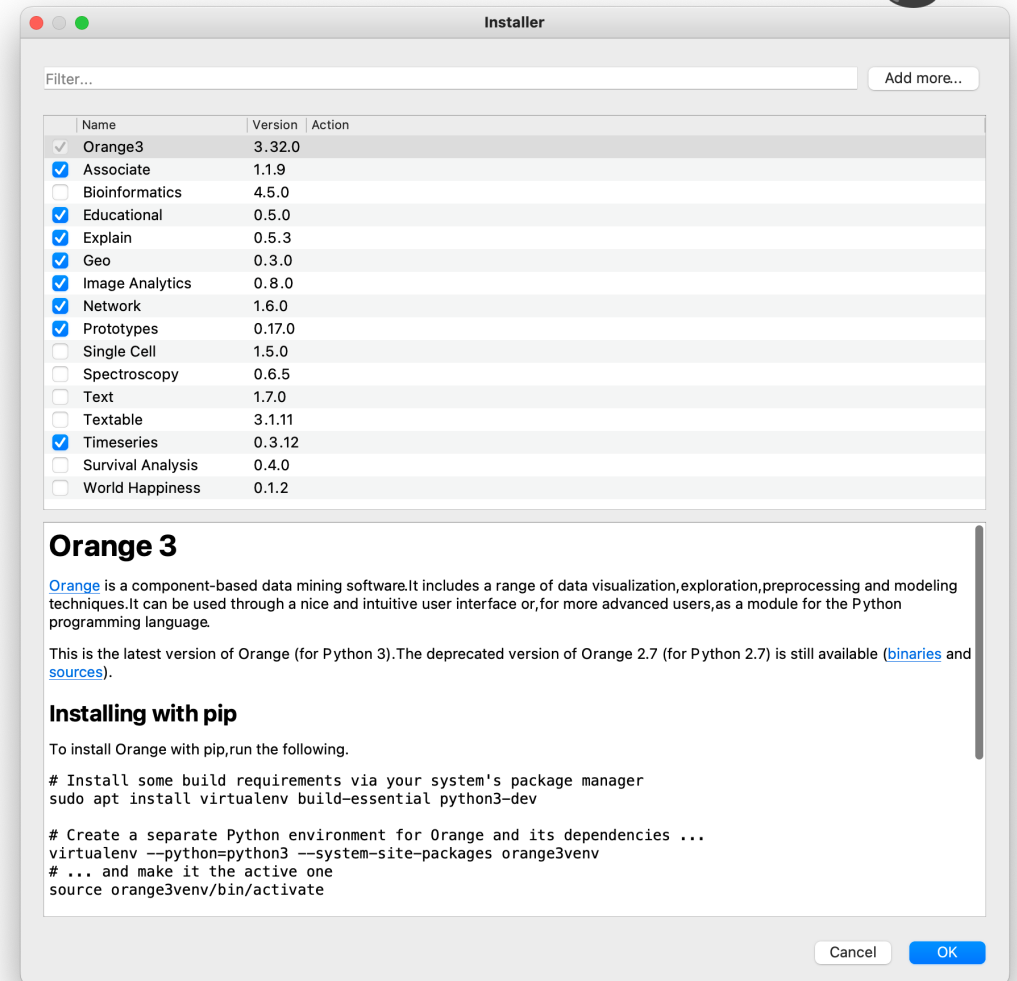 Installer
Filter...
Add more...
Name Version Action
Orange3 3.32.0
Associate 1.1.9
Bioinformatics 4.5.0
Educational 0.5.0
Explain 0.5.3
Geo 0.3.0
Image Analytics 0.8.0
Network 1.6.0
Prototypes 0.17.0
Single Cell 1.5.0
Spectroscopy 0.6.5
Text 1.7.0
Textable 3.1.11
Timeseries 0.3.12
Survival Analysis 0.4.0
World Happiness 0.1.2
Orange 3
Orange is a component-based data mining software.It includes a range of data visualization,exploration,preprocessing and modeling
techniques.It can be used through a nice and intuitive user interface or,for more advanced users,as a module for the Python
programming language.
This is the latest version of Orange (for Python 3).The deprecated version of Orange 2.7 (for Python 2.7) is still available (binaries and
sources).
Installing with pip
To install Orange with pip,run the following.
# Install some build requirements via your system's package manager
sudo apt install virtualenv build-essential python3-dev
# Create a separate Python environment for Orange and its dependencies ...
virtualenv --python=python3 --system-site-packages orange3venv
# ... and make it the active one
source orange3venv/bin/activate
Cancel
OK